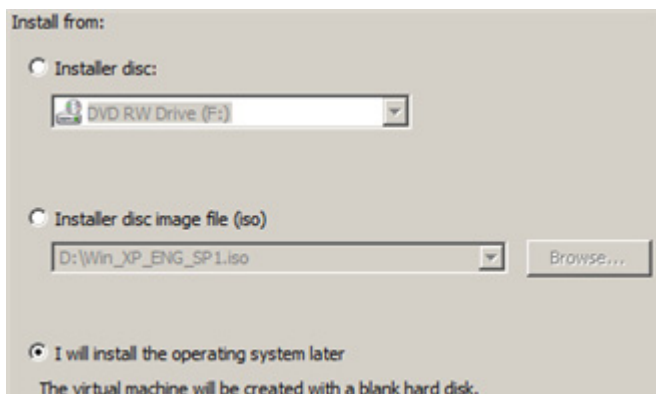 Install from:
Installer disc:
DVD RW Drive (F:)
Installer disc image file (iso)
D:\Win_XP_ENG_SP1.iso
Browse...
I will install the operating system later
The virtual machine will be created with a blank hard disk.